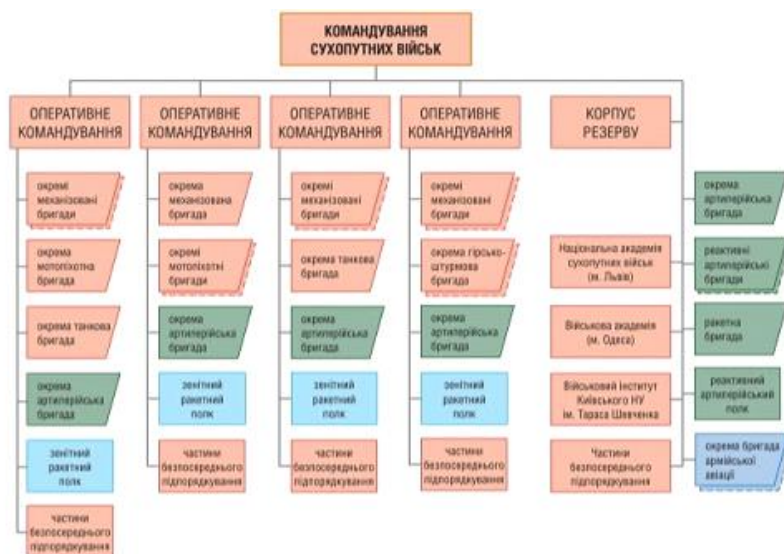 КОМАНДУВАННЯ
СУХОПУТНИХ ВІЙСЬК
ОПЕРАТИВНЕ
КОМАНДУВАННЯ
окремі
механізовані
бригади
окрема
мотопіхотна
бригада
окрема танкова
бригада
окрема
артилерійська
бригада
зенітний
ракетний
полк
частини
безпосереднього
підпорядкування
ОПЕРАТИВНЕ
КОМАНДУВАННЯ
окрема
механізована
бригада
окремі
мотопіхотні
бригади
окрема
артилерійська
бригада
зенітний
ракетний
полк
частини
безпосереднього
підпорядкування
ОПЕРАТИВНЕ
КОМАНДУВАННЯ
окремі
механізовані
бригади
окрема танкова
бригада
окрема
артилерійська
бригада
зенітний
ракетний
полк
частини
безпосереднього
підпорядкування
ОПЕРАТИВНЕ
КОМАНДУВАННЯ
окремі
механізовані
бригади
окрема гірсько-
штурмова
бригада
окрема
артилерійська
бригада
зенітний
ракетний
полк
частини
безпосереднього
підпорядкування
КОРПУС
РЕЗЕРВУ
Національна академія
сухопутних військ
(м. Львів)
Військова академія
(м. Одеса)
Військовий інститут
Київського НУ
ім. Тараса Шевченка
Частини
безпосереднього
підпорядкування
окрема
артилерійська
бригада
реактивні
артилерійські
бригади
ракетна
бригада
реактивний
артилерійський
полк
окрема бригада
армійської
авіації